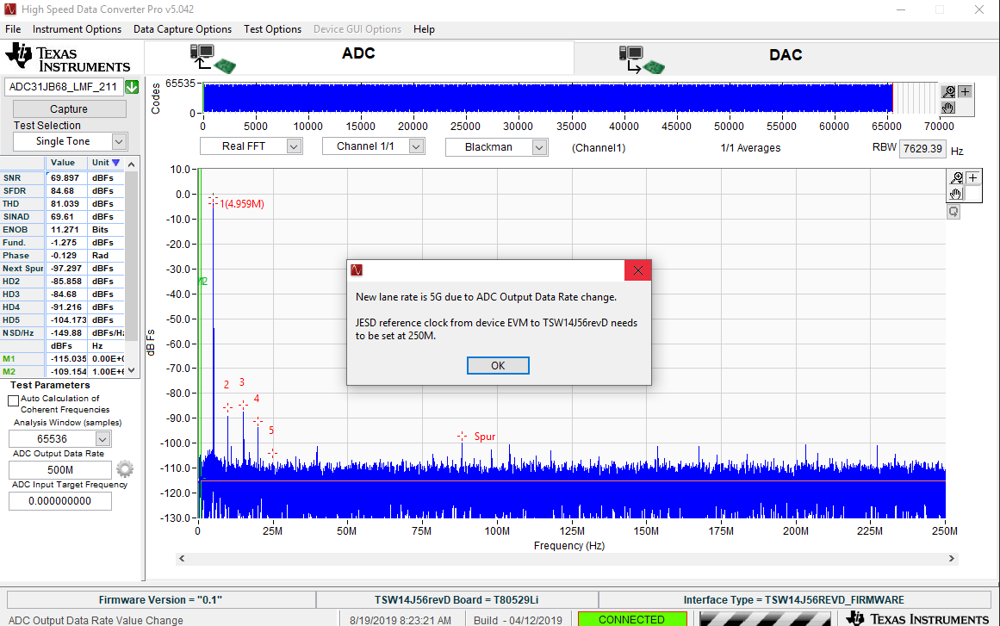 High Speed Data Converter Pro v5.042
File Instrument Options Data Capture Options Test Options Device GUI Options Help
TEXAS INSTRUMENTS
ADC
DAC
ADC31JB68_LMF_211
Capture
Test Selection
Single Tone
Value Unit
SNR 69.897 dBFs
SFDR 84.68 dBFs
THD 81.039 dBFs
SINAD 69.61 dBFs
ENOB 11.271 Bits
Fund. -1.275 dBFs
Phase -0.129 Rad
Next Spur -97.297 dBFs
HD2 -85.858 dBFs
HD3 -84.68 dBFs
HD4 -91.216 dBFs
HD5 -104.173 dBFs
NSD/Hz -149.88 dBFs/Hz
dBFs Hz
M1 -115.035 0.00E+0
M2 -109.154 1.00E+6
Test Parameters
Auto Calculation of
Coherent Frequencies
Analysis Window (samples)
65536
ADC Output Data Rate
500M
ADC Input Target Frequency
0.000000000
Codes
65535
0
0 5000 10000 15000 20000 25000 30000 35000 40000 45000 50000 55000 60000 65000 70000
Real FFT Channel 1/1 Blackman (Channel1) 1/1 Averages RBW 7629.39 Hz
dBFs
10.0
0.0
-10.0
-20.0
-30.0
-40.0
-50.0
-60.0
-70.0
-80.0
-90.0
-100.0
-110.0
-120.0
-130.0
1(4.959M)
M2
2
3
4
5
Spur
0 25M 50M 75M 100M 125M 150M 175M 200M 225M 250M
Frequency (Hz)
New lane rate is 5G due to ADC Output Data Rate change.
JESD reference clock from device EVM to TSW14J56revD needs
to be set at 250M.
OK
Firmware Version = "0.1" TSW14J56revD Board = T80529Li Interface Type = TSW14J56REVD_FIRMWARE
ADC Output Data Rate Value Change 8/19/2019 8:23:21 AM Build - 04/12/2019 CONNECTED TEXAS INSTRUMENTS